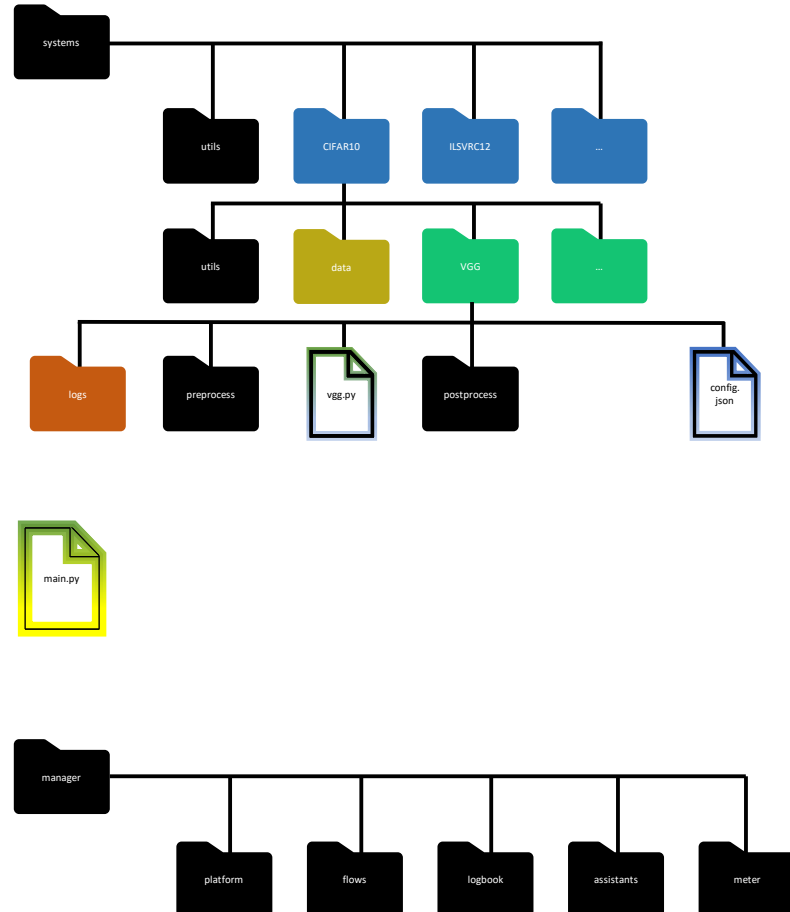 systems
utils
CIFAR10
ILSVRC12
...
utils
data
VGG
...
logs
preprocess
vgg.py
postprocess
config.
json
main.py
manager
platform
flows
logbook
assistants
meter